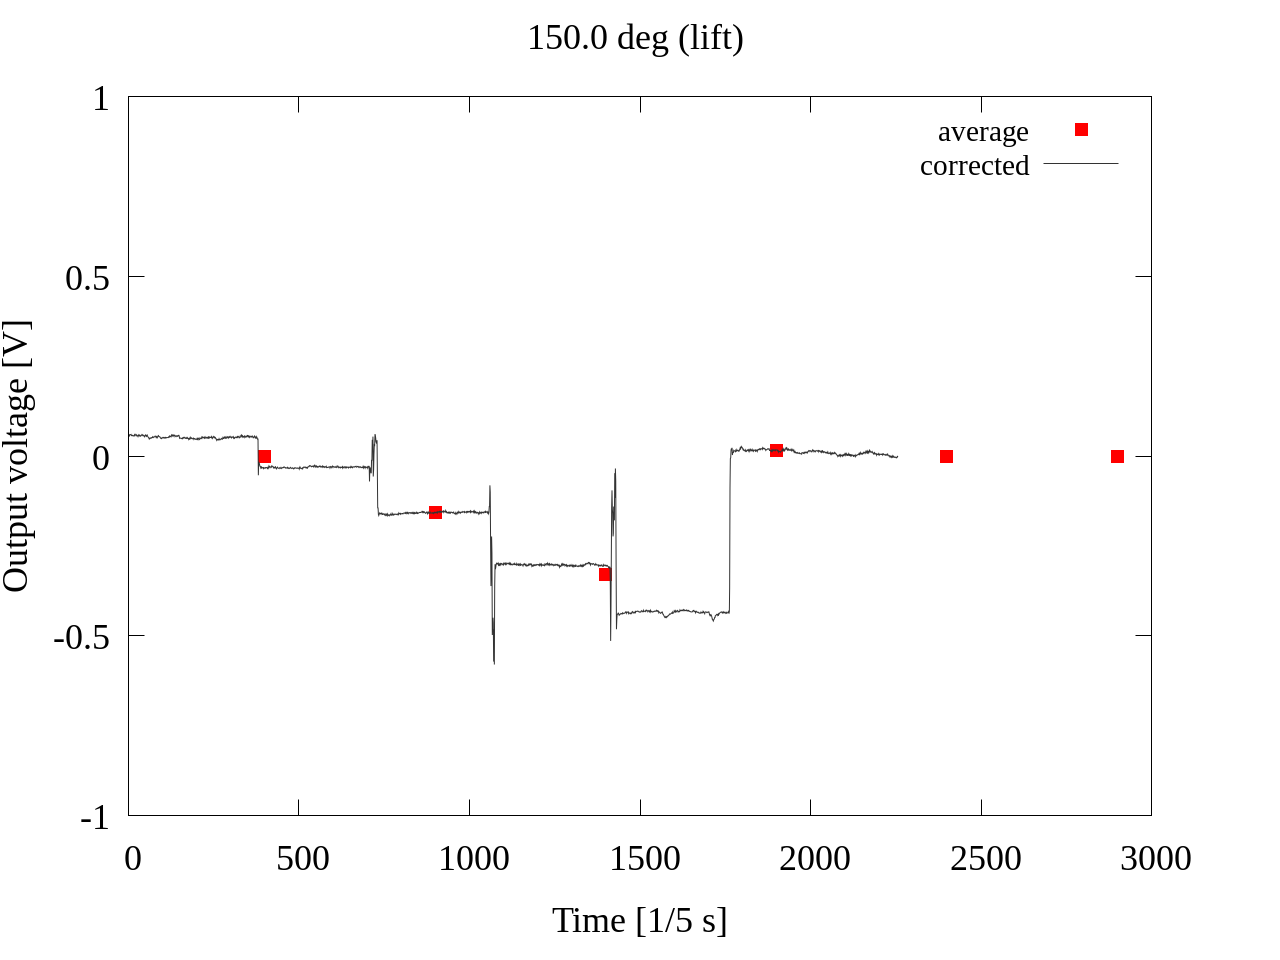 150.0 deg (lift)
average
corrected
Output voltage [V]
1
0.5
0
-0.5
-1
0 500 1000 1500 2000 2500 3000
Time [1/5 s]